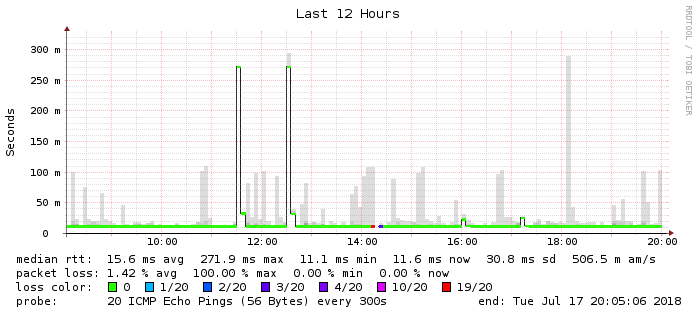 Last 12 Hours
RRDTOOL / TOBI OETIKER
Seconds
300 m
250 m
200 m
150 m
100 m
50 m
0
10:00 12:00 14:00 16:00 18:00 20:00
median rtt: 15.6 ms avg 271.9 ms max 11.1 ms min 11.6 ms now 30.8 ms sd 506.5 m am/s
packet loss: 1.42 % avg 100.00 % max 0.00 % min 0.00 % now
loss color: 0 1/20 2/20 3/20 4/20 10/20 19/20
probe: 20 ICMP Echo Pings (56 Bytes) every 300s end: Tue Jul 17 20:05:06 2018